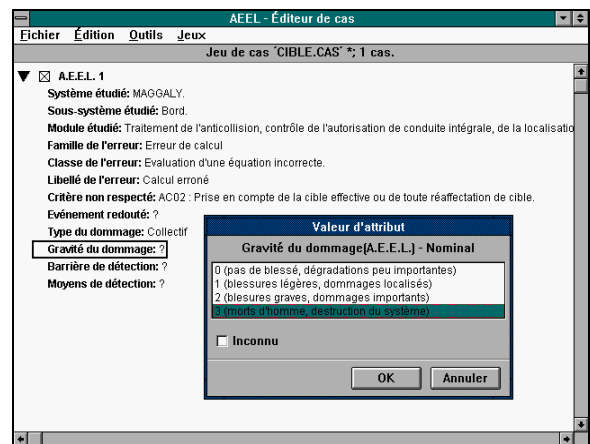 AEEL - Éditeur de cas
Fichier Édition Outils Jeux
Jeu de cas ´CIBLE.CAS´ *; 1 cas.
A.E.E.L. 1
Système étudié: MAGGALY.
Sous-système étudié: Bord.
Module étudié: Traitement de l'anticollision, contrôle de l'autorisation de conduite intégrale, de la localisatio
Famille de l'erreur: Erreur de calcul
Classe de l'erreur: Evaluation d'une équation incorrecte.
Libellé de l'erreur: Calcul erroné
Critère non respecté: AC02 : Prise en compte de la cible effective ou de toute réaffectation de cible.
Evénement redouté: ?
Type du dommage: Collectif
Gravité du dommage: ?
Barrière de détection: ?
Moyens de détection: ?
Valeur d'attribut
Gravité du dommage(A.E.E.L.) - Nominal
0 (pas de blessé, dégradations peu importantes)
1 (blessures légères, dommages localisés)
2 (blesures graves, dommages importants)
3 (morts d'homme, destruction du système)
Inconnu
OK Annuler